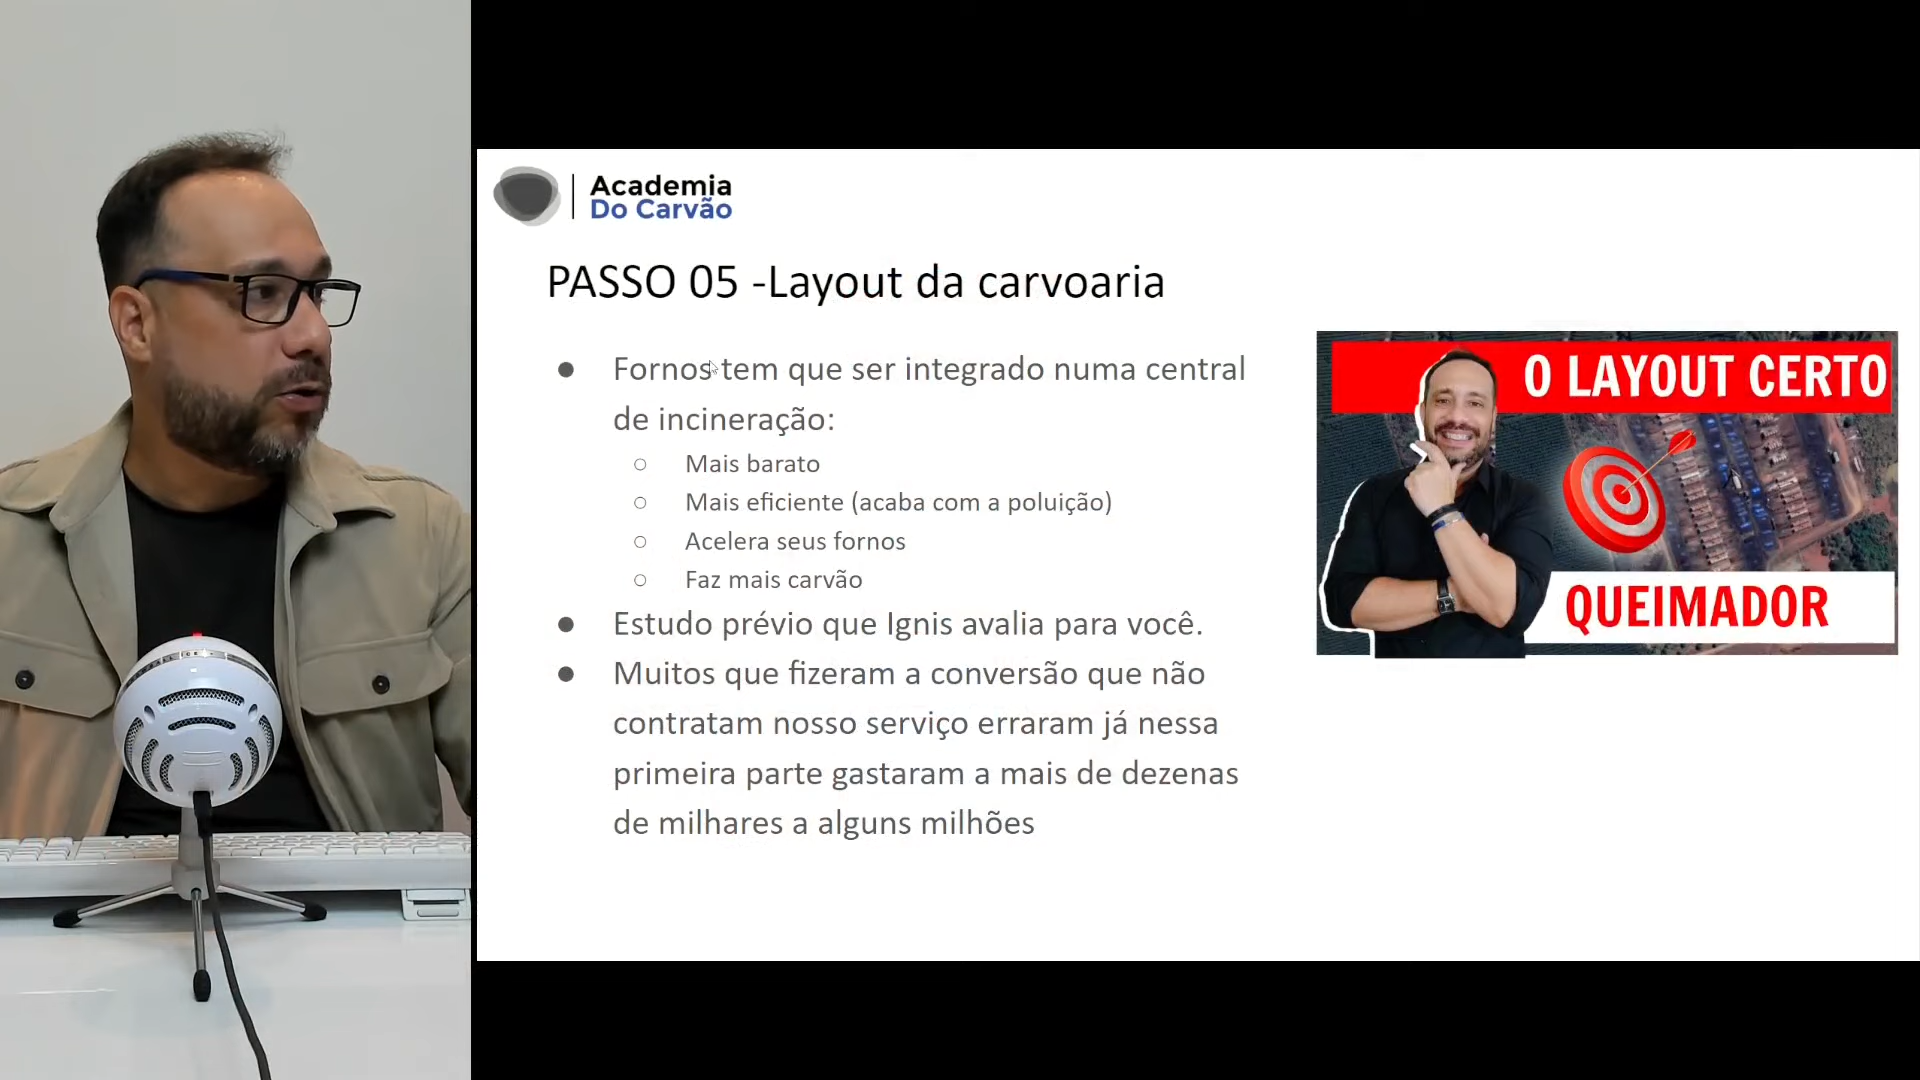 Academia
Do Carvão
PASSO 05 -Layout da carvoaria
● Fornos tem que ser integrado numa central
de incineração:
○ Mais barato
○ Mais eficiente (acaba com a poluição)
○ Acelera seus fornos
○ Faz mais carvão
● Estudo prévio que Ignis avalia para você.
● Muitos que fizeram a conversão que não
contratam nosso serviço erraram já nessa
primeira parte gastaram a mais de dezenas
de milhares a alguns milhões
O LAYOUT CERTO
QUEIMADOR